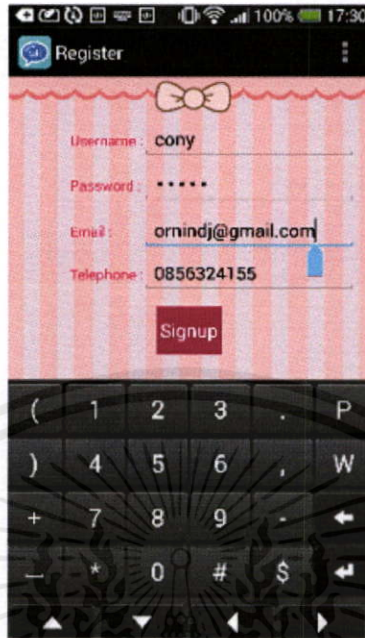 100% 17:30
Register
Username : cony
Password : •••••
Email : ornindj@gmail.com
Telephone : 0856324155
Signup
( 1 2 3 . P
) 4 5 6 , W
+ 7 8 9 -
* 0 # $